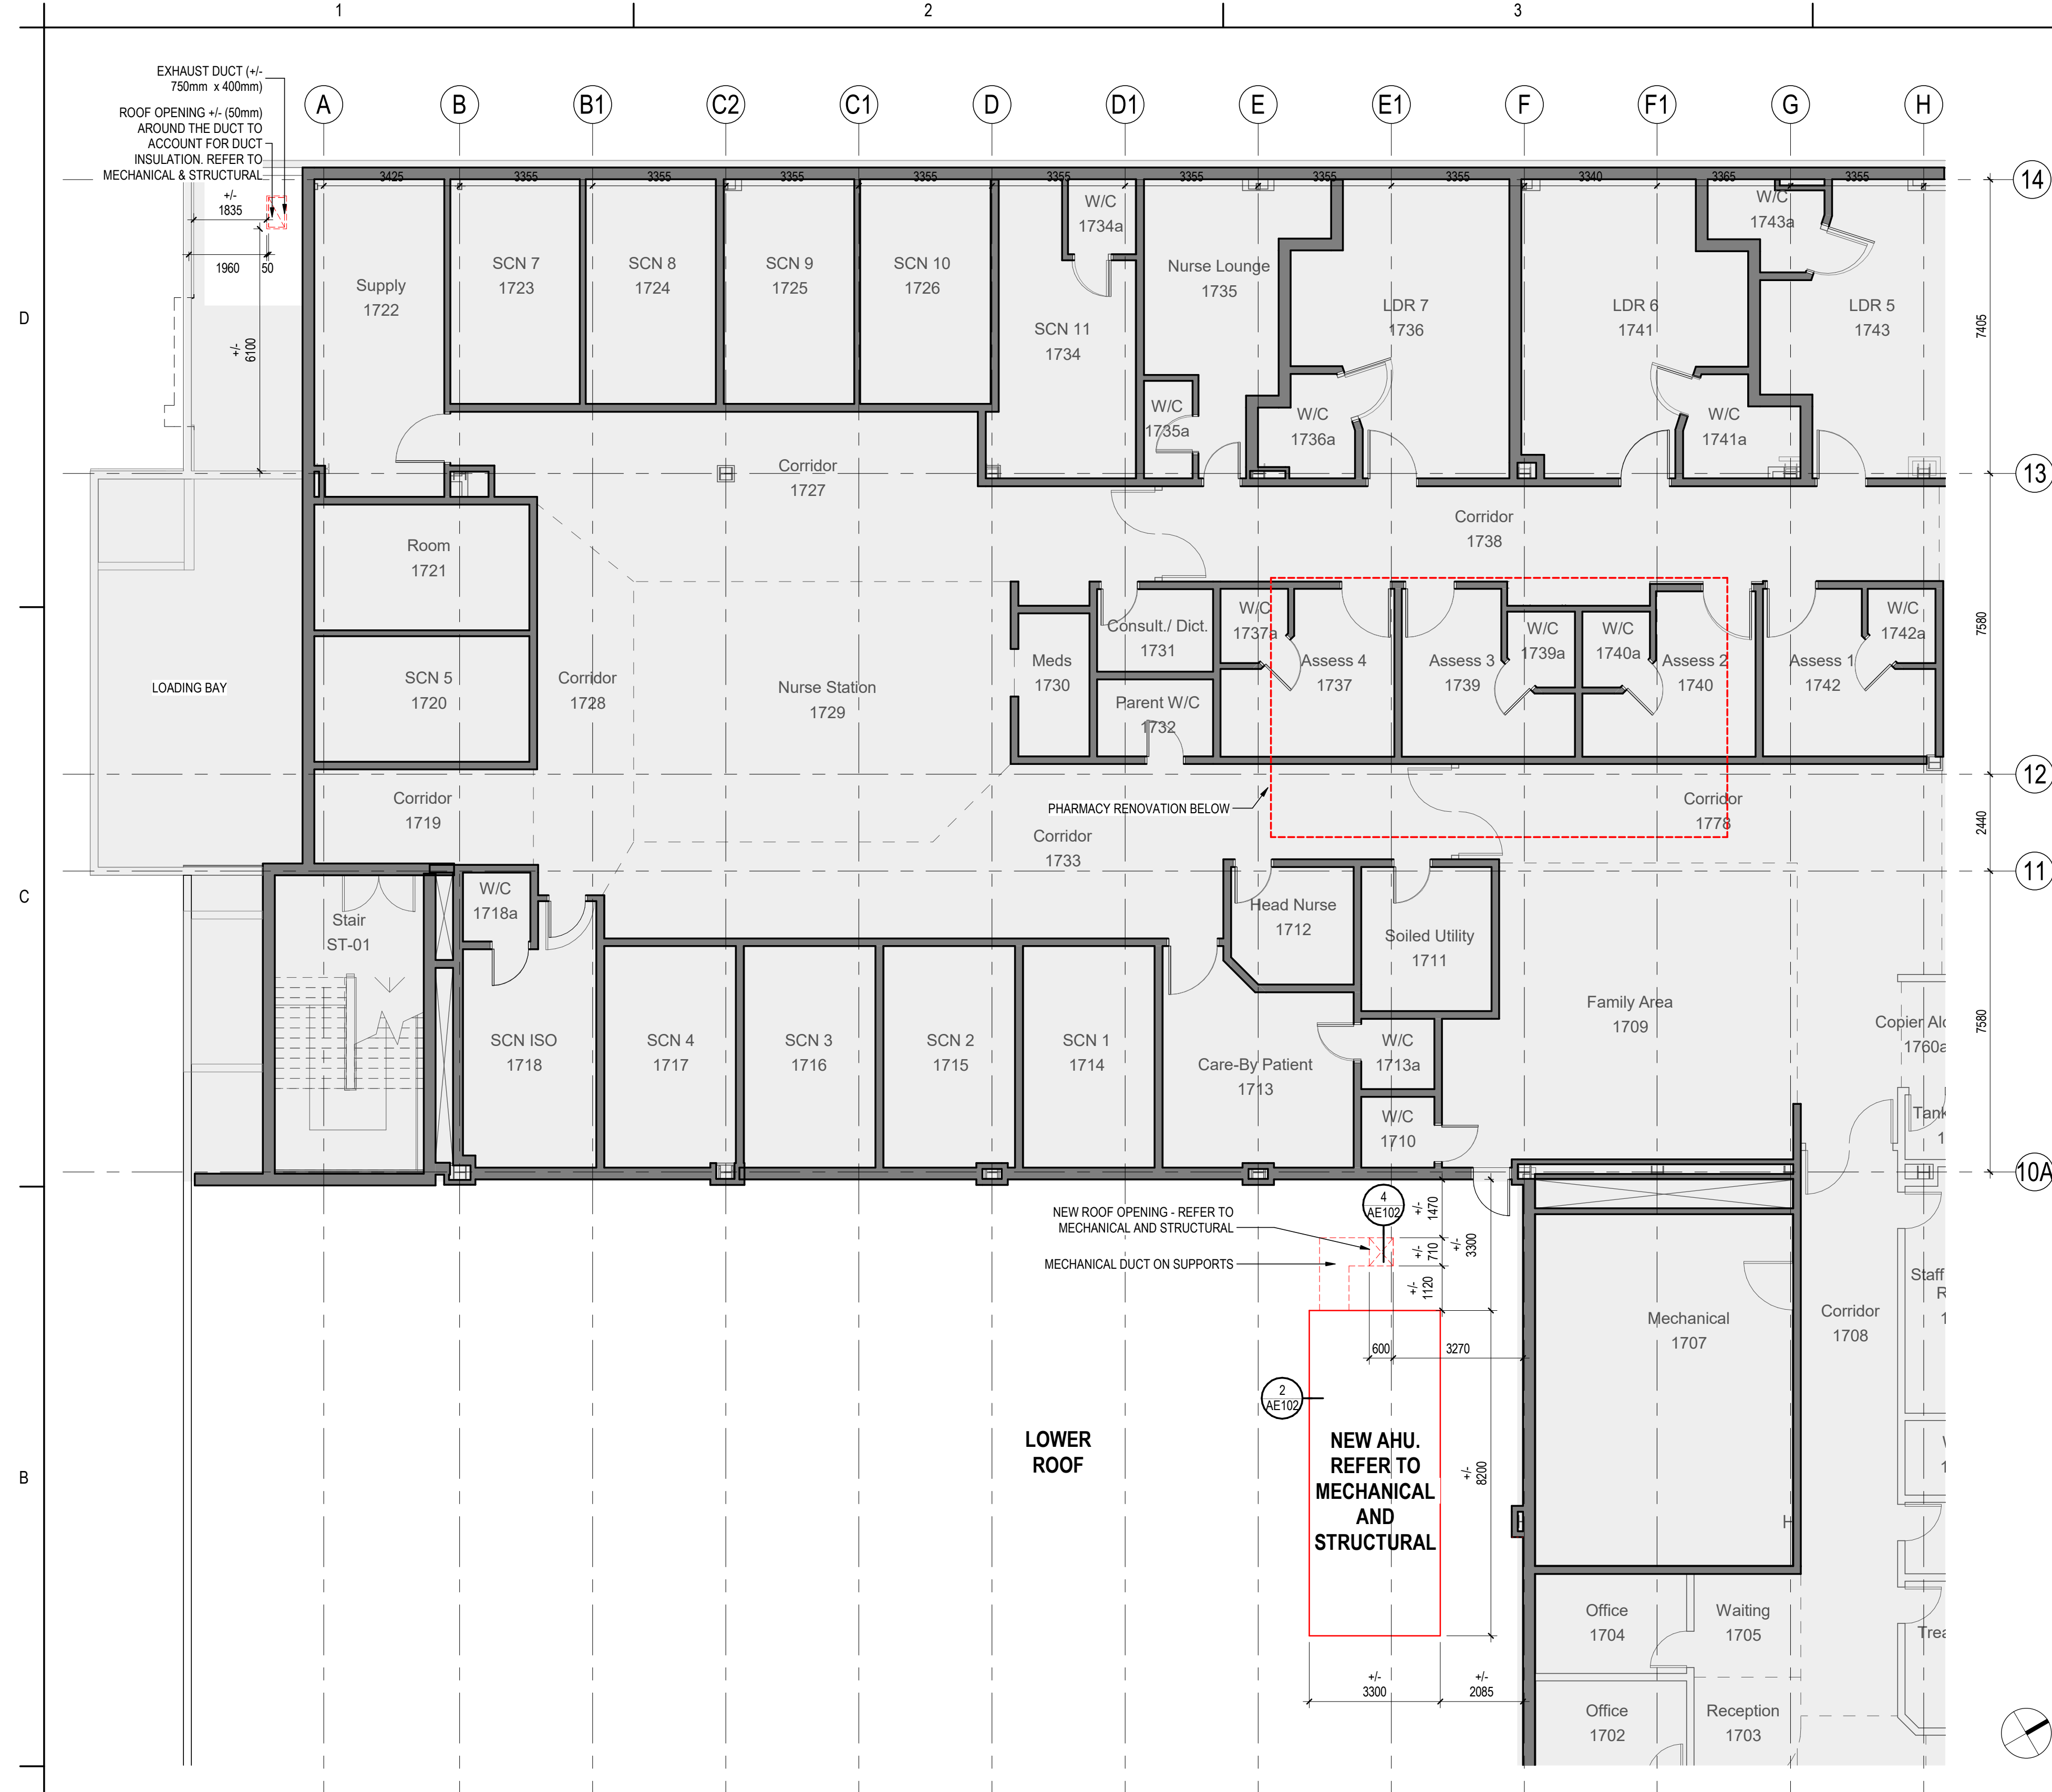 1
2
3
EXHAUST DUCT (+/-
750mm x 400mm)
ROOF OPENING +/- (50mm)
AROUND THE DUCT TO
ACCOUNT FOR DUCT
INSULATION. REFER TO
MECHANICAL & STRUCTURAL
A
B
B1
C2
C1
D
D1
E
E1
F
F1
G
H
14
3425
3355
3355
3355
3355
3355
3355
3355
3355
3340
3365
3355
+/-
1835
1960
50
+/-
6100
D
7405
Supply
1722
SCN 7
1723
SCN 8
1724
SCN 9
1725
SCN 10
1726
SCN 11
1734
W/C
1734a
Nurse Lounge
1735
W/C
1735a
LDR 7
1736
W/C
1736a
LDR 6
1741
W/C
1741a
W/C
1743a
LDR 5
1743
13
Corridor
1727
Corridor
1738
Room
1721
SCN 5
1720
LOADING BAY
Corridor
1728
Nurse Station
1729
Meds
1730
Consult./ Dict.
1731
Parent W/C
1732
W/C
1737a
Assess 4
1737
Assess 3
1739
W/C
1739a
W/C
1740a
Assess 2
1740
Assess 1
1742
W/C
1742a
7580
12
Corridor
1719
PHARMACY RENOVATION BELOW
Corridor
1733
Corridor
1778
2440
11
C
Stair
ST-01
W/C
1718a
Head Nurse
1712
Soiled Utility
1711
Family Area
1709
SCN ISO
1718
SCN 4
1717
SCN 3
1716
SCN 2
1715
SCN 1
1714
Care-By Patient
1713
W/C
1713a
W/C
1710
Copier Alc
1760a
Tank
1
7580
10A
NEW ROOF OPENING - REFER TO
MECHANICAL AND STRUCTURAL
MECHANICAL DUCT ON SUPPORTS
4
AE102
+/-
1470
+/-
710
+/-
3300
+/-
1120
600
3270
2
AE102
B
LOWER
ROOF
NEW AHU.
REFER TO
MECHANICAL
AND
STRUCTURAL
+/-
8200
+/-
3300
+/-
2085
Mechanical
1707
Corridor
1708
Staff
R
1
1
Office
1704
Waiting
1705
Trea
Office
1702
Reception
1703